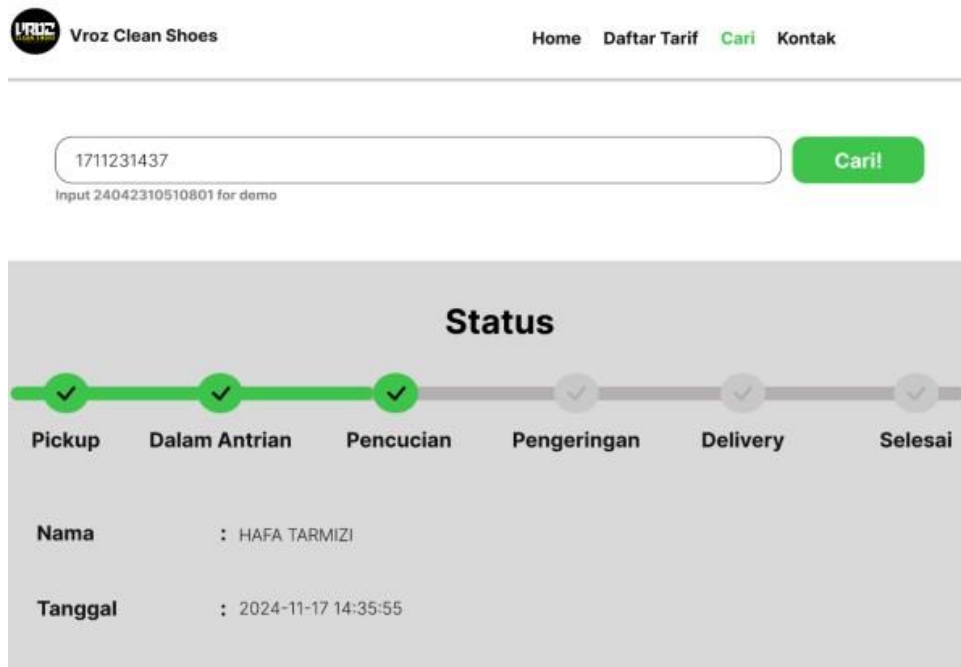 VROZ
Vroz Clean Shoes Home Daftar Tarif Cari Kontak
1711231437 Cari!
Input 24042310510801 for demo
Status
Pickup Dalam Antrian Pencucian Pengeringan Delivery Selesai
Nama : HAFA TARMIZI
Tanggal : 2024-11-17 14:35:55